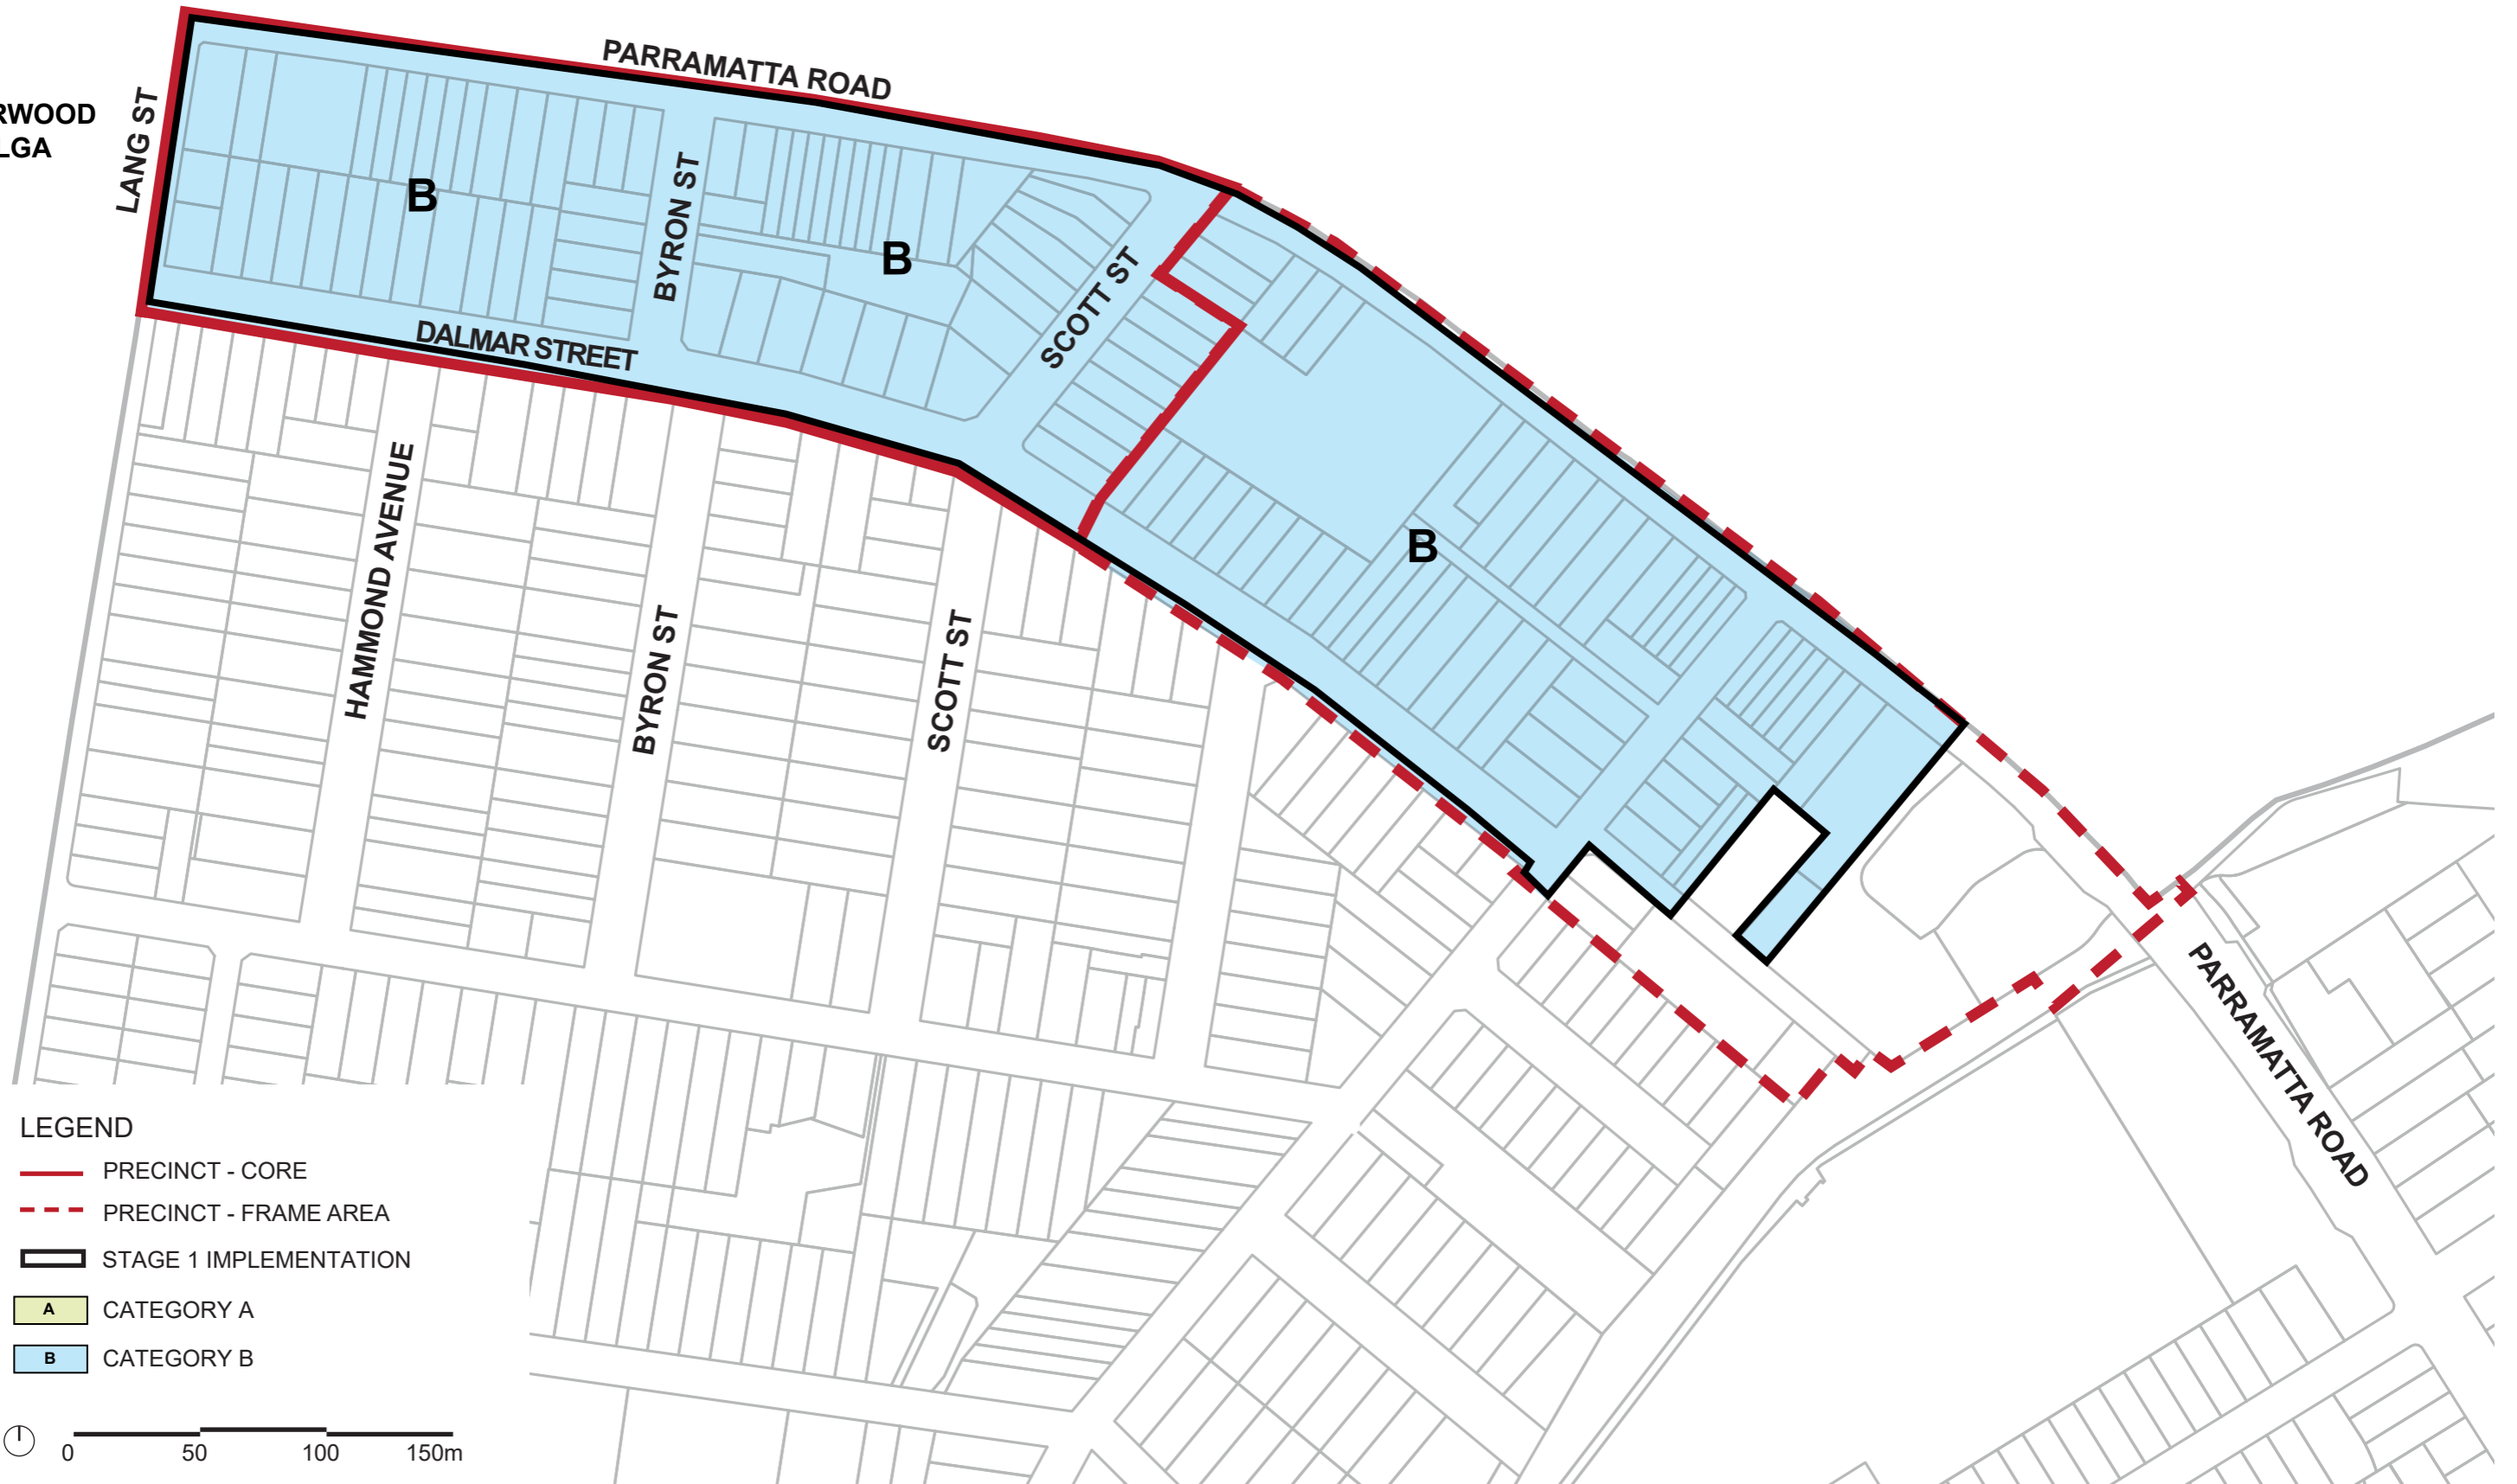 PARRAMATTA ROAD
RWOOD
LGA
LANG ST
B
BYRON ST
B
SCOTT ST
DALMAR STREET
HAMMOND AVENUE
B
BYRON ST
SCOTT ST
PARRAMATTA ROAD
LEGEND
PRECINCT - CORE
PRECINCT - FRAME AREA
STAGE 1 IMPLEMENTATION
A CATEGORY A
B CATEGORY B
0 50 100 150m